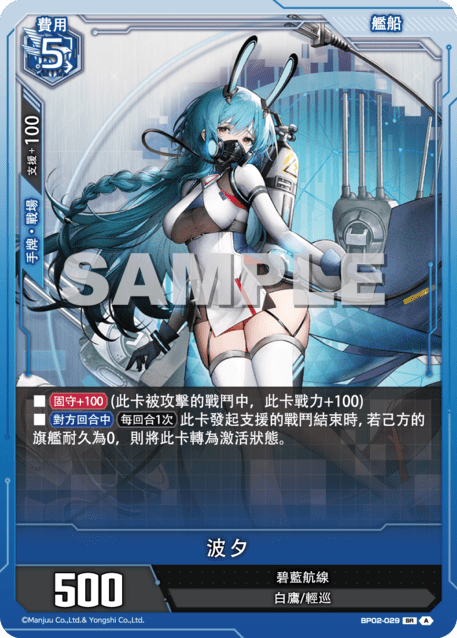 費用
5
艦船
支援+100
手牌・戰場
SAMPLE
■ 固守+100 (此卡被攻擊的戰鬥中，此卡戰力+100)
■ 對方回合中 每回合1次 此卡發起支援的戰鬥結束時，若己方的
旗艦耐久為0，則將此卡轉為激活狀態。
波夕
500
碧藍航線
白鷹/輕巡
©Manjuu Co.,Ltd.& Yongshi Co.,Ltd.
BP02-029 SR A